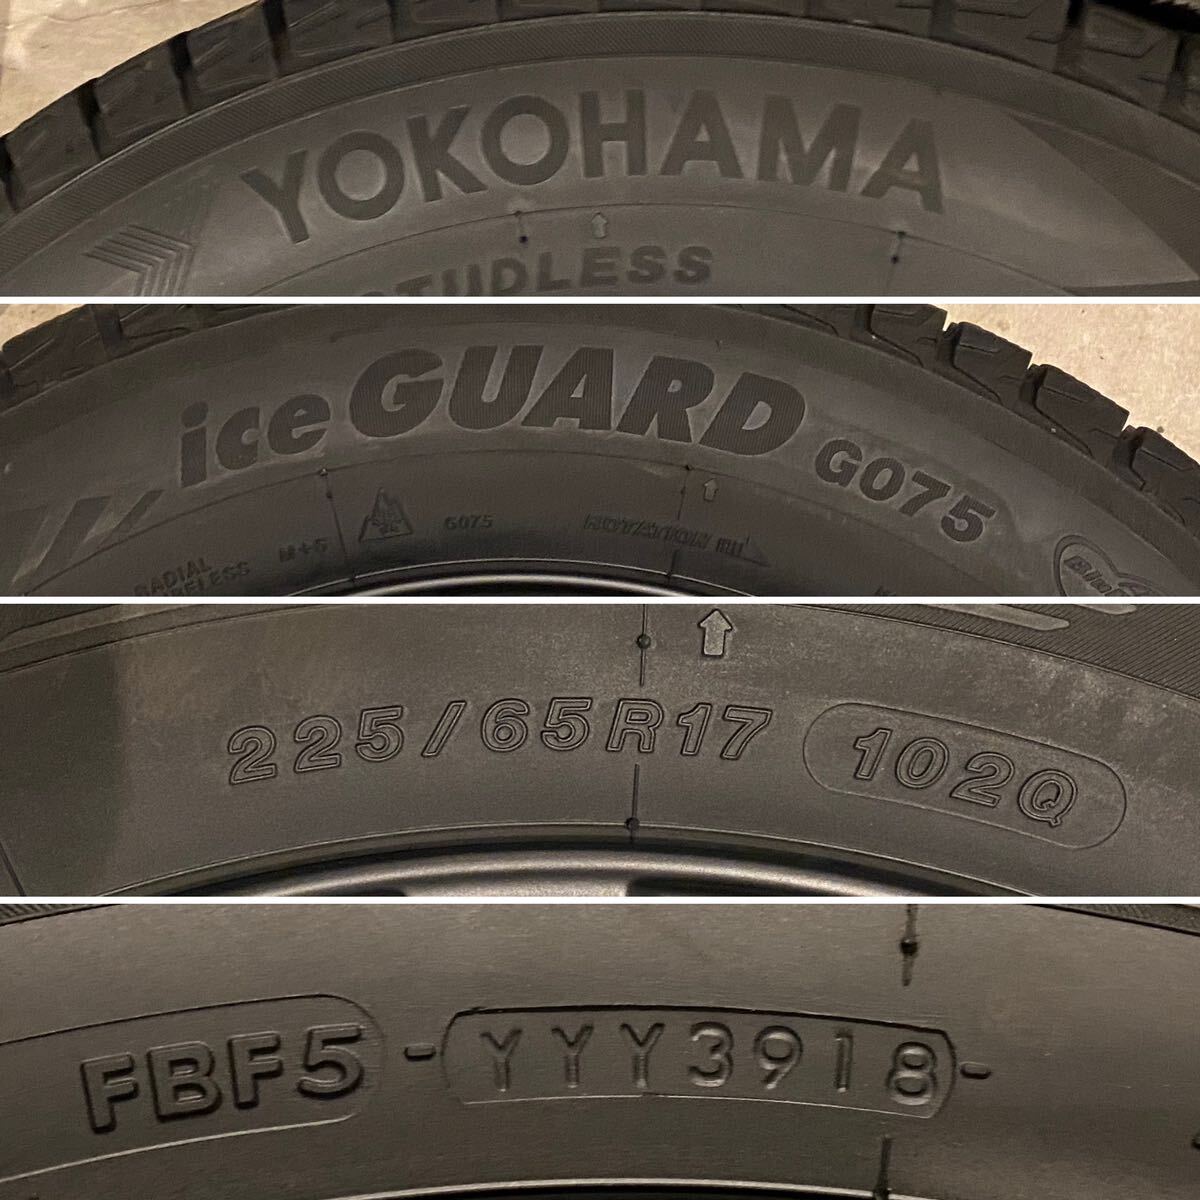 YOKOHAMA
STUDLESS
iceGUARD G075
RADIAL
M+S
G075
ROTATION
225/65R17 102Q
FBF5 -YYY3918-